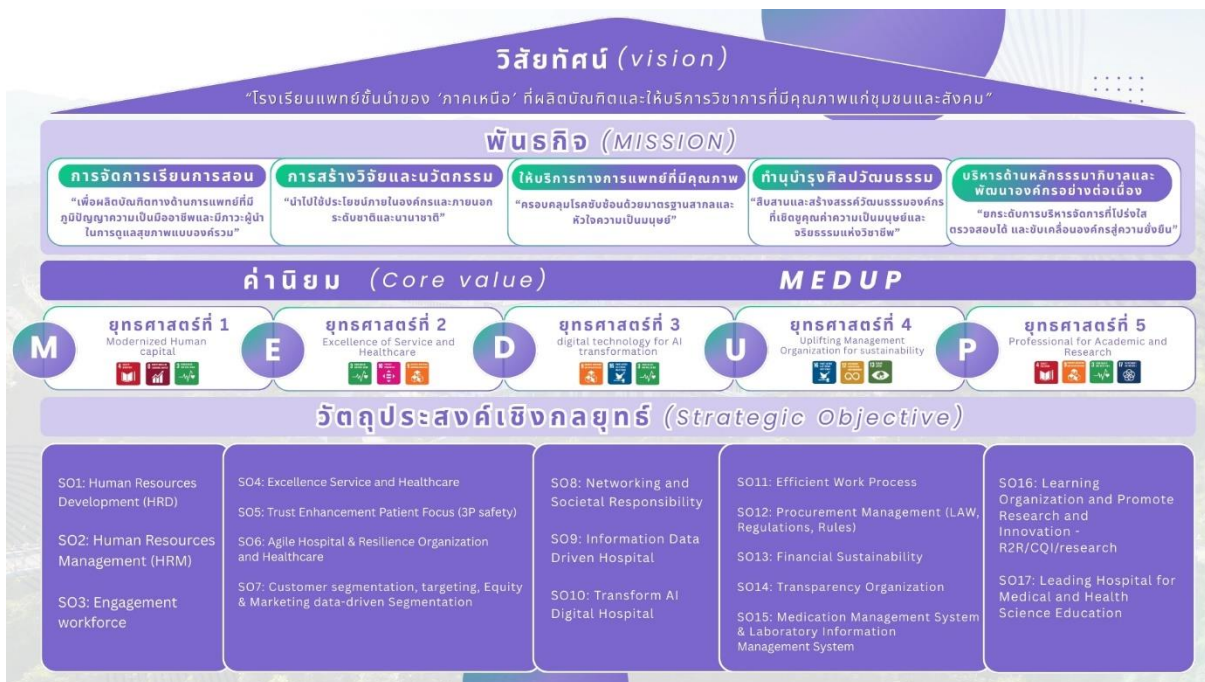 วิสัยทัศน์ (vision)
“โรงเรียนแพทย์ชั้นนำของ ‘ภาคเหนือ’ ที่ผลิตบัณฑิตและให้บริการวิชาการที่มีคุณภาพแก่ชุมชนและสังคม”
พันธกิจ (MISSION)
การจัดการเรียนการสอน
“เพื่อผลิตบัณฑิตทางด้านการแพทย์ที่มี
ภูมิปัญญาความเป็นมืออาชีพและมีภาวะผู้นำ
ในการดูแลสุขภาพแบบองค์รวม”
การสร้างวิจัยและนวัตกรรม
“นำไปใช้ประโยชน์ภายในองค์กรและภายนอก
ระดับชาติและนานาชาติ”
ให้บริการทางการแพทย์ที่มีคุณภาพ
“ครอบคลุมโรคซับซ้อนด้วยมาตรฐานสากลและ
หัวใจความเป็นมนุษย์”
ทำนุบำรุงศิลปวัฒนธรรม
“สืบสานและสร้างสรรค์วัฒนธรรมองค์กร
ที่เชิดชูคุณค่าความเป็นมนุษย์และ
จริยธรรมแห่งวิชาชีพ”
บริหารด้านหลักธรรมาภิบาลและ
พัฒนาองค์กรอย่างต่อเนื่อง
“ยกระดับการบริหารจัดการที่โปร่งใส
ตรวจสอบได้ และขับเคลื่อนองค์กรสู่ความยั่งยืน”
ค่านิยม (Core value) MEDUP
M
ยุทธศาสตร์ที่ 1
Modernized Human
capital
E
ยุทธศาสตร์ที่ 2
Excellence of Service and
Healthcare
D
ยุทธศาสตร์ที่ 3
digital technology for AI
transformation
U
ยุทธศาสตร์ที่ 4
Uplifting Management
Organization for sustainability
P
ยุทธศาสตร์ที่ 5
Professional for Academic and
Research
วัตถุประสงค์เชิงกลยุทธ์ (Strategic Objective)
SO1: Human Resources
Development (HRD)
SO2: Human Resources
Management (HRM)
SO3: Engagement
workforce
SO4: Excellence Service and Healthcare
SO5: Trust Enhancement Patient Focus (3P safety)
SO6: Agile Hospital & Resilience Organization
and Healthcare
SO7: Customer segmentation, targeting, Equity
& Marketing data-driven Segmentation
SO8: Networking and
Societal Responsibility
SO9: Information Data
Driven Hospital
SO10: Transform AI
Digital Hospital
SO11: Efficient Work Process
SO12: Procurement Management (LAW,
Regulations, Rules)
SO13: Financial Sustainability
SO14: Transparency Organization
SO15: Medication Management System
& Laboratory Information
Management System
SO16: Learning
Organization and Promote
Research and
Innovation -
R2R/CQI/research
SO17: Leading Hospital for
Medical and Health
Science Education